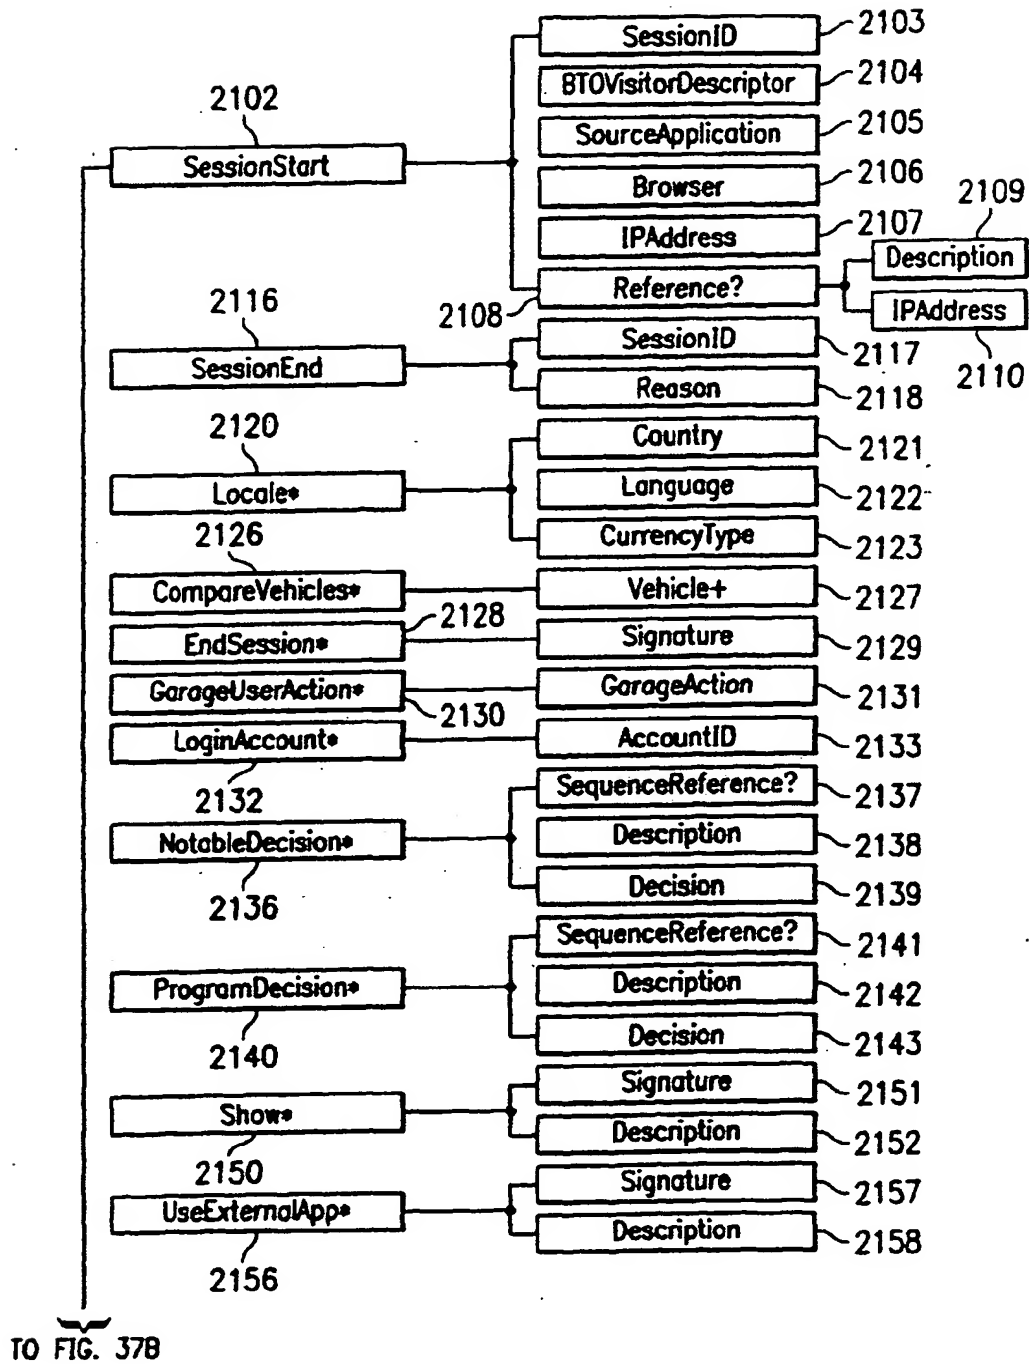 SessionID
2103
BTOVisitorDescriptor
2104
2102
SourceApplication
2105
SessionStart
Browser
2106
2109
IPAddress
2107
Description
Reference?
2108
IPAddress
2110
2116
SessionID
2117
SessionEnd
Reason
2118
2120
Country
2121
Locale*
Language
2122
CurrencyType
2123
2126
CompareVehicles*
Vehicle+
2127
2128
EndSession*
Signature
2129
GarageUserAction*
2130
GarageAction
2131
LoginAccount*
AccountID
2133
2132
SequenceReference?
2137
NotableDecision*
Description
2138
2136
Decision
2139
SequenceReference?
2141
ProgramDecision*
Description
2142
2140
Decision
2143
Signature
2151
Show*
Description
2152
2150
Signature
2157
UseExternalApp*
Description
2158
2156
TO FIG. 37B